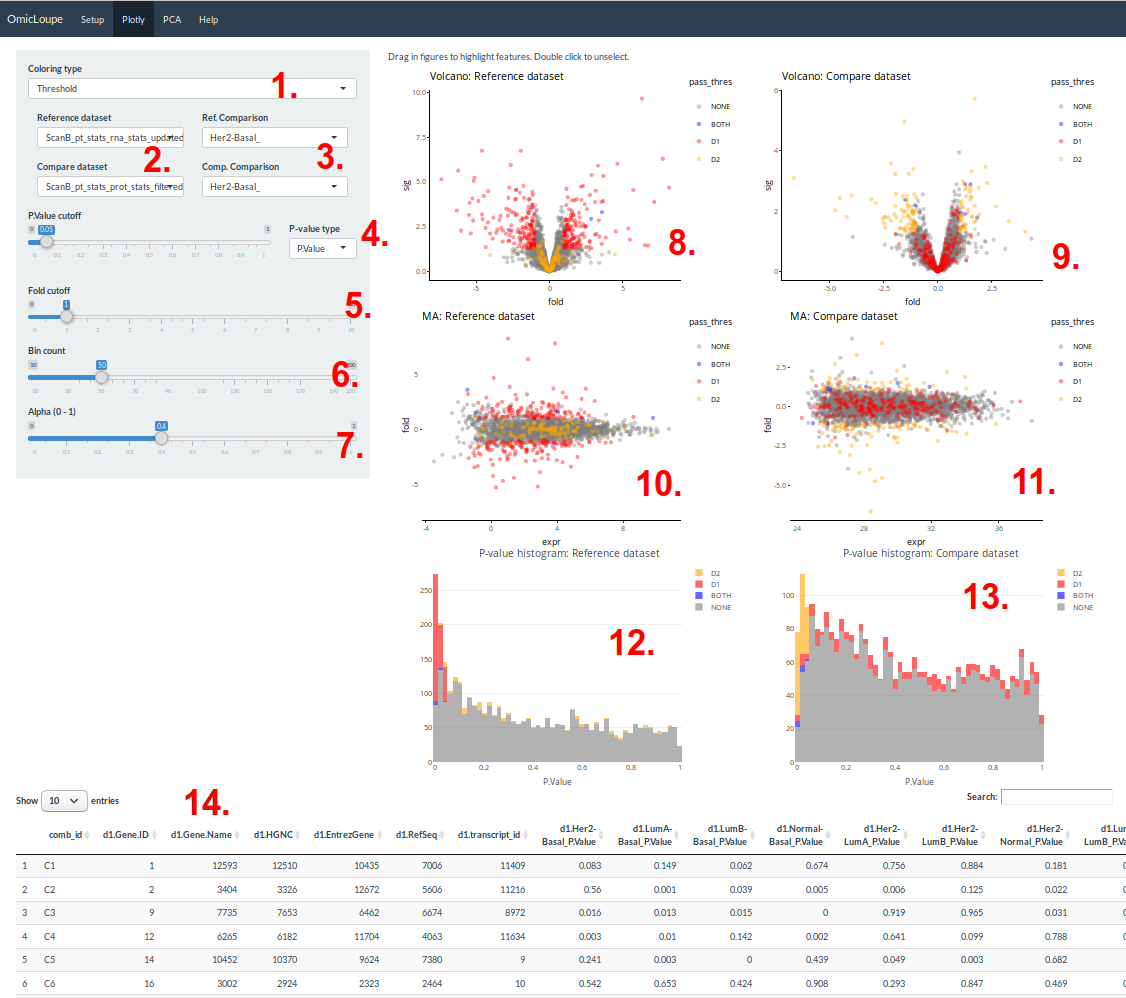 OmicLoupe Setup Plotly PCA Help
Coloring type
Threshold
1.
Reference dataset Ref. Comparison
ScanB_pt_stats_rna_stats_updated Her2-Basal_
2. 3.
Compare dataset Comp. Comparison
ScanB_pt_stats_prot_stats_filtered Her2-Basal_
P.Value cutoff
0 0.05 1
0 0.1 0.2 0.3 0.4 0.5 0.6 0.7 0.8 0.9 1
P-value type
P.Value
4.
Fold cutoff
0 1
0 1 2 3 4 5 6 7 8 9 10
5.
Bin count
10 50
10 30 50 70 90 110 130 150 170 190 200
6.
Alpha (0 - 1)
0 0.4 1
0 0.1 0.2 0.3 0.4 0.5 0.6 0.7 0.8 0.9 1
7.
Drag in figures to highlight features. Double click to unselect.
Volcano: Reference dataset
pass_thres
NONE
BOTH
D1
D2
10.0
7.5
5.0
2.5
0.0
sig
-5 0 5
fold
8.
Volcano: Compare dataset
pass_thres
NONE
BOTH
D1
D2
6
4
2
0
sig
-5.0 -2.5 0.0 2.5
fold
9.
MA: Reference dataset
pass_thres
NONE
BOTH
D1
D2
5
0
-5
fold
-4 0 4 8
expr
10.
MA: Compare dataset
pass_thres
NONE
BOTH
D1
D2
2.5
0.0
-2.5
-5.0
fold
24 28 32 36
expr
11.
P-value histogram: Reference dataset
D2
D1
BOTH
NONE
250
200
150
100
50
0
0 0.2 0.4 0.6 0.8 1
P.Value
12.
P-value histogram: Compare dataset
D2
D1
BOTH
NONE
100
80
60
40
20
0
0 0.2 0.4 0.6 0.8 1
P.Value
13.
Show 10 entries
14.
Search:
comb_id d1.Gene.ID d1.Gene.Name d1.HGNC d1.EntrezGene d1.RefSeq d1.transcript_id d1.Her2-Basal_P.Value d1.LumA-Basal_P.Value d1.LumB-Basal_P.Value d1.Normal-Basal_P.Value d1.Her2-LumA_P.Value d1.Her2-LumB_P.Value d1.Her2-Normal_P.Value d1.Lu LumB_P.
1 C1 1 12593 12510 10435 7006 11409 0.083 0.149 0.062 0.674 0.756 0.884 0.181
2 C2 2 3404 3326 12672 5606 11216 0.56 0.001 0.039 0.005 0.006 0.125 0.022
3 C3 9 7735 7653 6462 6674 8972 0.016 0.013 0.015 0 0.919 0.965 0.031
4 C4 12 6265 6182 11704 4063 11634 0.003 0.01 0.142 0.002 0.641 0.099 0.788
5 C5 14 10452 10370 9624 7380 9 0.241 0.003 0 0.439 0.049 0.003 0.682
6 C6 16 3002 2924 2323 2464 10 0.542 0.653 0.424 0.908 0.293 0.847 0.469